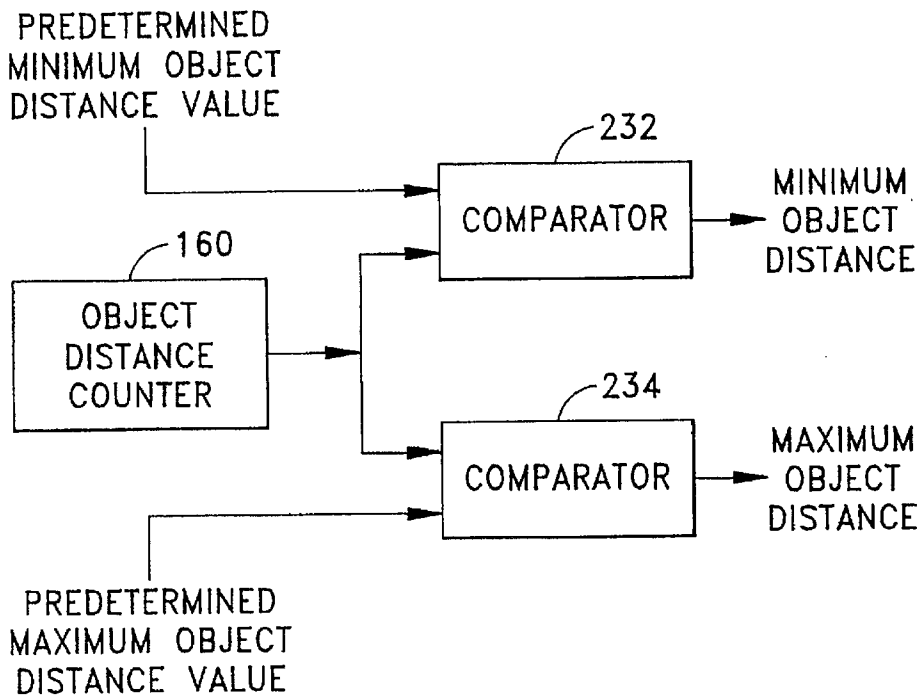 PREDETERMINED
MINIMUM OBJECT
DISTANCE VALUE
232
COMPARATOR
MINIMUM
OBJECT
DISTANCE
160
OBJECT
DISTANCE
COUNTER
234
COMPARATOR
MAXIMUM
OBJECT
DISTANCE
PREDETERMINED
MAXIMUM OBJECT
DISTANCE VALUE